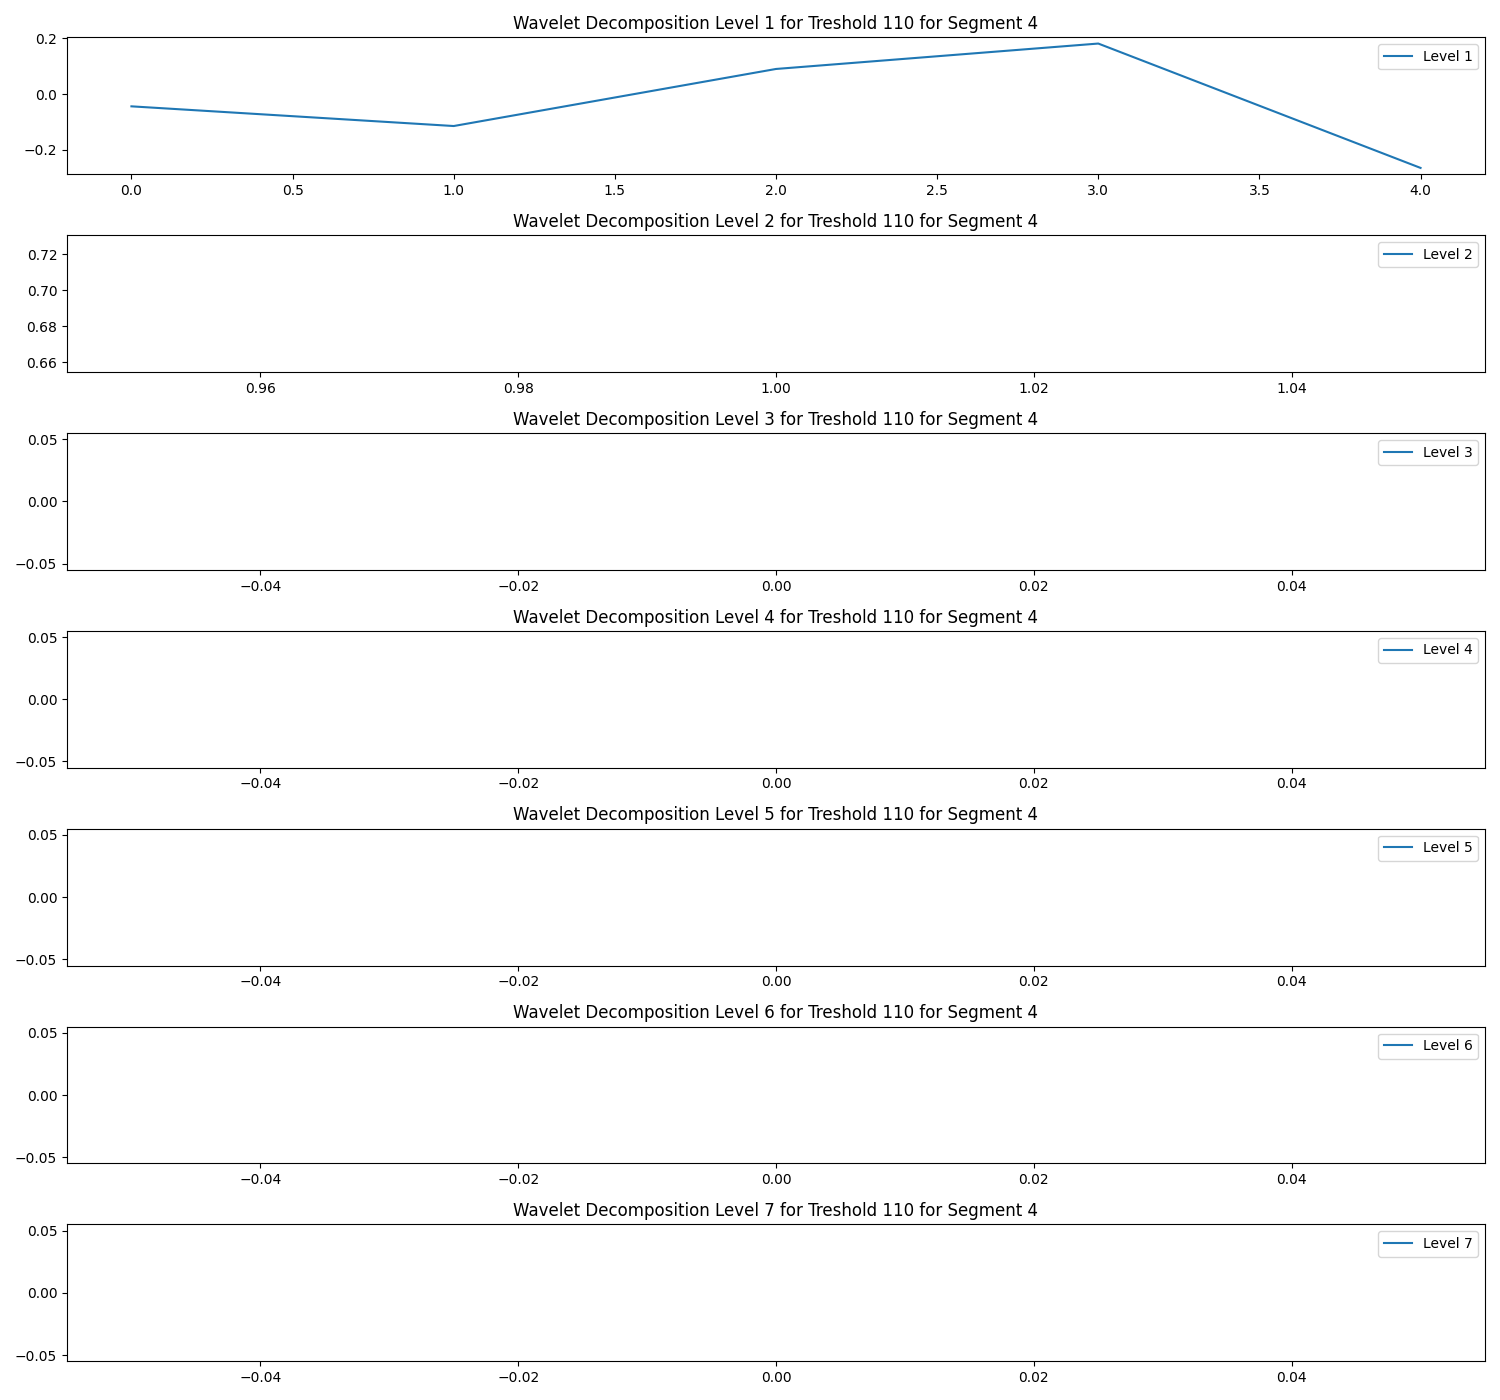 Wavelet Decomposition Level 1 for Treshold 110 for Segment 4
0.2
0.0
−0.2
Level 1
0.0 0.5 1.0 1.5 2.0 2.5 3.0 3.5 4.0
Wavelet Decomposition Level 2 for Treshold 110 for Segment 4
0.72
0.70
0.68
0.66
Level 2
0.96 0.98 1.00 1.02 1.04
Wavelet Decomposition Level 3 for Treshold 110 for Segment 4
0.05
0.00
−0.05
Level 3
−0.04 −0.02 0.00 0.02 0.04
Wavelet Decomposition Level 4 for Treshold 110 for Segment 4
0.05
0.00
−0.05
Level 4
−0.04 −0.02 0.00 0.02 0.04
Wavelet Decomposition Level 5 for Treshold 110 for Segment 4
0.05
0.00
−0.05
Level 5
−0.04 −0.02 0.00 0.02 0.04
Wavelet Decomposition Level 6 for Treshold 110 for Segment 4
0.05
0.00
−0.05
Level 6
−0.04 −0.02 0.00 0.02 0.04
Wavelet Decomposition Level 7 for Treshold 110 for Segment 4
0.05
0.00
−0.05
Level 7
−0.04 −0.02 0.00 0.02 0.04